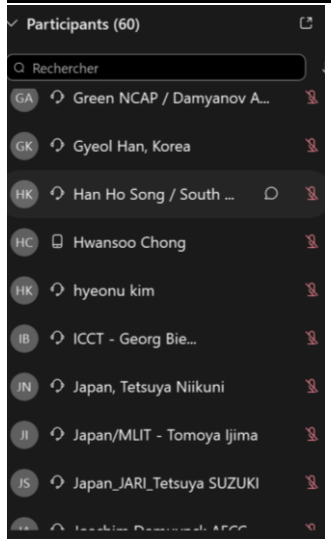 Participants (60)
Rechercher
GA Green NCAP / Damyanov A...
GK Gyeol Han, Korea
HK Han Ho Song / South ...
HC Hwansoo Chong
HK hyeonu kim
IB ICCT - Georg Bie...
JN Japan, Tetsuya Niikuni
JI Japan/MLIT - Tomoya Ijima
JS Japan_JARI_Tetsuya SUZUKI